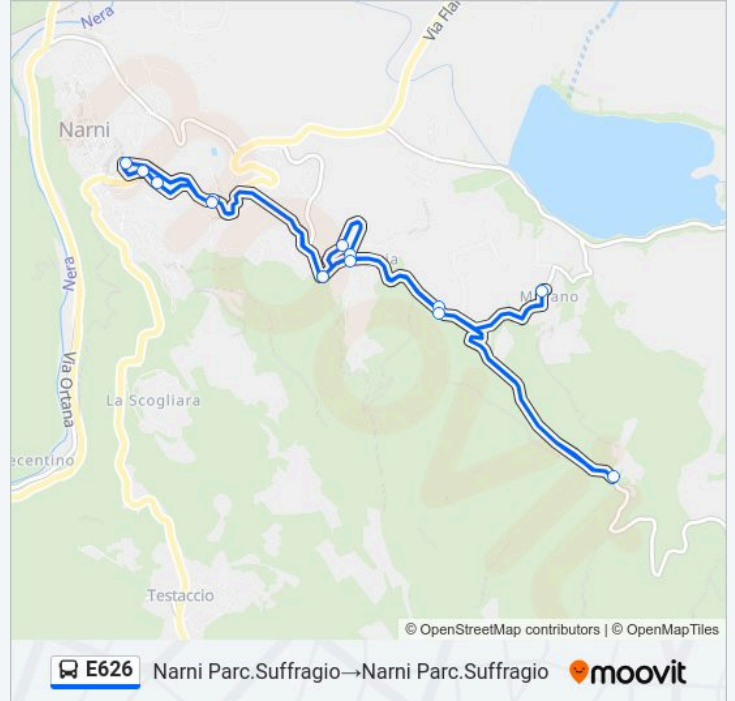 Nera
Via Fla
Narni
Nera
Via Ortana
M ano
La Scogliara
ecentino
Testaccio
© OpenStreetMap contributors | © OpenMapTiles
E626 Narni Parc.Suffragio→Narni Parc.Suffragio moovit